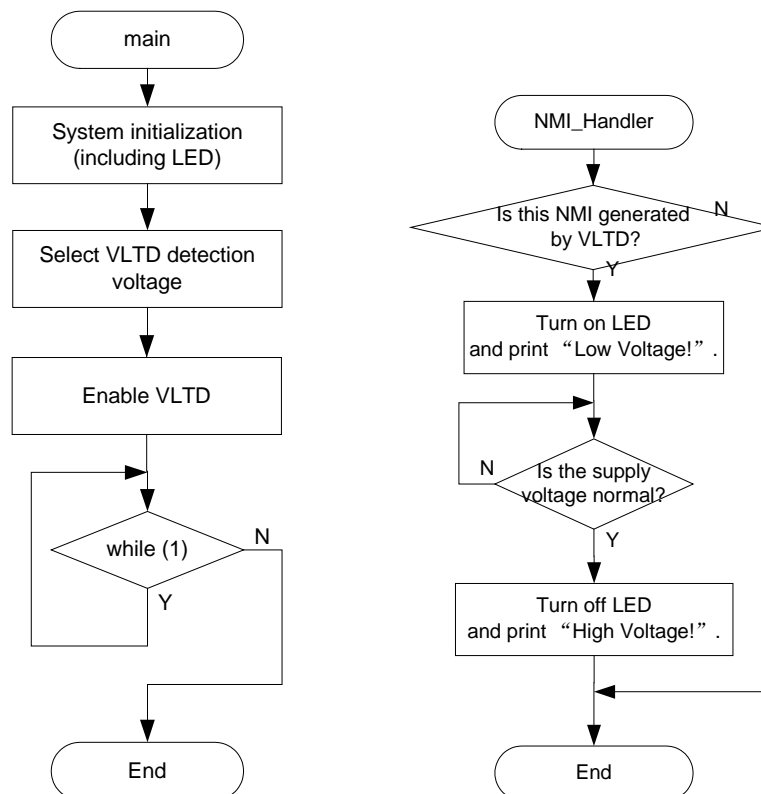 main
System initialization
(including LED)
Select VLTD detection
voltage
Enable VLTD
while (1)
N
Y
End
NMI_Handler
Is this NMI generated
by VLTD?
N
Y
Turn on LED
and print “Low Voltage!”.
Is the supply
voltage normal?
N
Y
Turn off LED
and print “High Voltage!”.
End